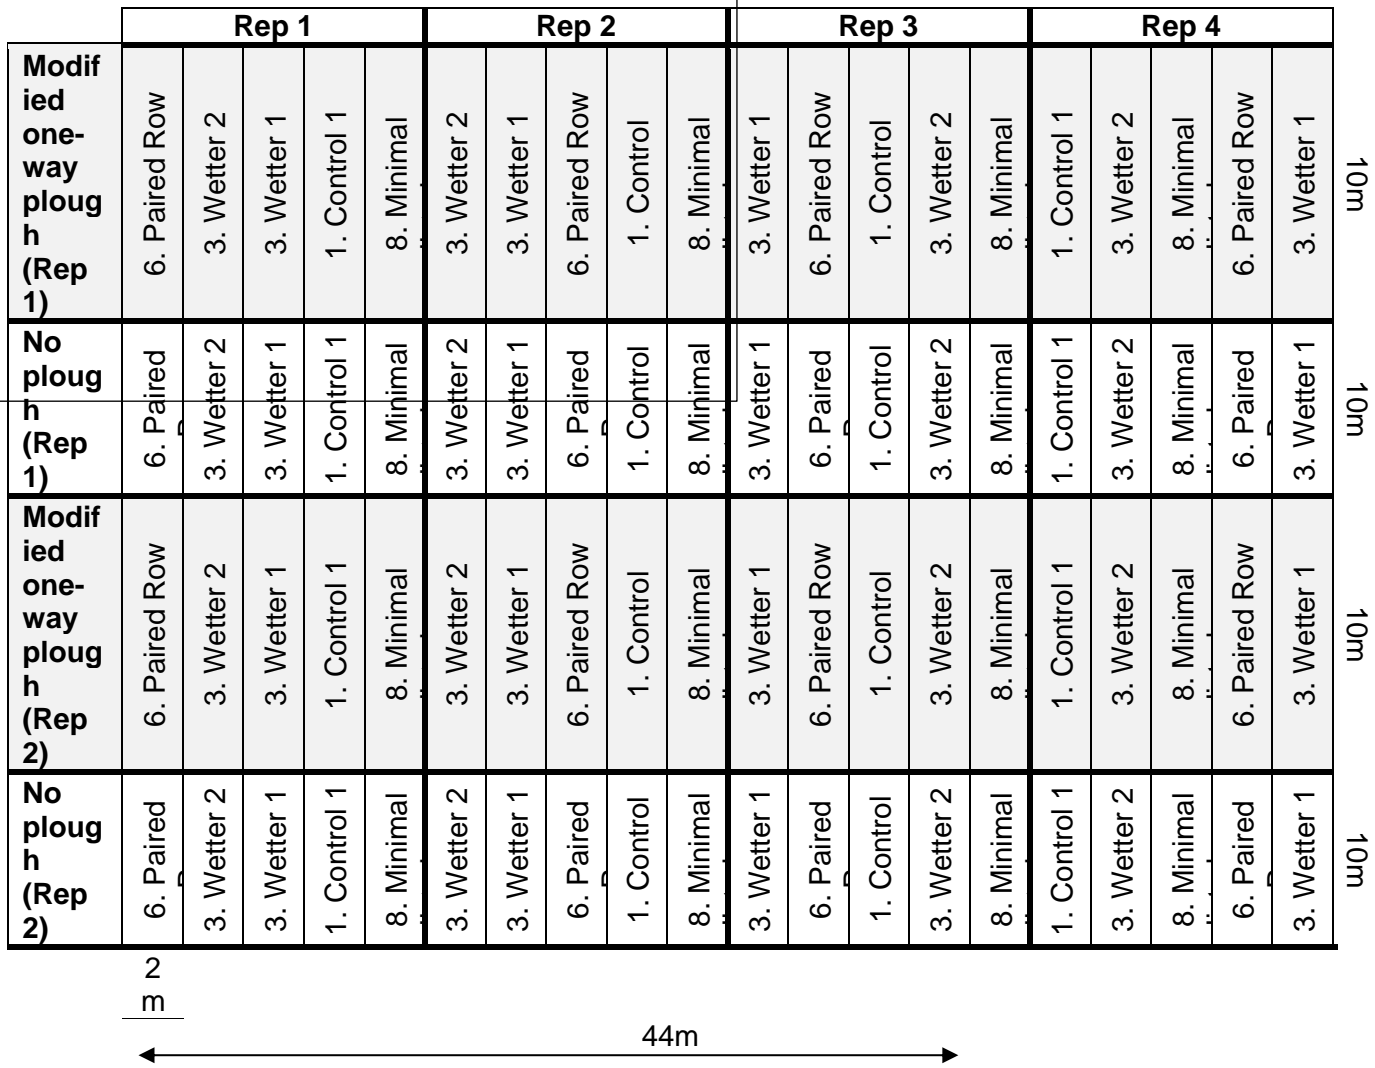 Rep 1 Rep 2 Rep 3 Rep 4
Modif
ied
one-
way
ploug
h
(Rep
1)
6. Paired Row
3. Wetter 2
3. Wetter 1
1. Control 1
8. Minimal
3. Wetter 2
3. Wetter 1
6. Paired Row
1. Control
8. Minimal
3. Wetter 1
6. Paired Row
1. Control
3. Wetter 2
8. Minimal
1. Control 1
3. Wetter 2
8. Minimal
6. Paired Row
3. Wetter 1
10m
No
ploug
h
(Rep
1)
6. Paired
3. Wetter 2
3. Wetter 1
1. Control 1
8. Minimal
3. Wetter 2
3. Wetter 1
6. Paired
1. Control
8. Minimal
3. Wetter 1
6. Paired
1. Control
3. Wetter 2
8. Minimal
1. Control 1
3. Wetter 2
8. Minimal
6. Paired
3. Wetter 1
10m
Modif
ied
one-
way
ploug
h
(Rep
2)
6. Paired Row
3. Wetter 2
3. Wetter 1
1. Control 1
8. Minimal
3. Wetter 2
3. Wetter 1
6. Paired Row
1. Control
8. Minimal
3. Wetter 1
6. Paired Row
1. Control
3. Wetter 2
8. Minimal
1. Control 1
3. Wetter 2
8. Minimal
6. Paired Row
3. Wetter 1
10m
No
ploug
h
(Rep
2)
6. Paired
3. Wetter 2
3. Wetter 1
1. Control 1
8. Minimal
3. Wetter 2
3. Wetter 1
6. Paired
1. Control
8. Minimal
3. Wetter 1
6. Paired
1. Control
3. Wetter 2
8. Minimal
1. Control 1
3. Wetter 2
8. Minimal
6. Paired
3. Wetter 1
10m
2
m
44m